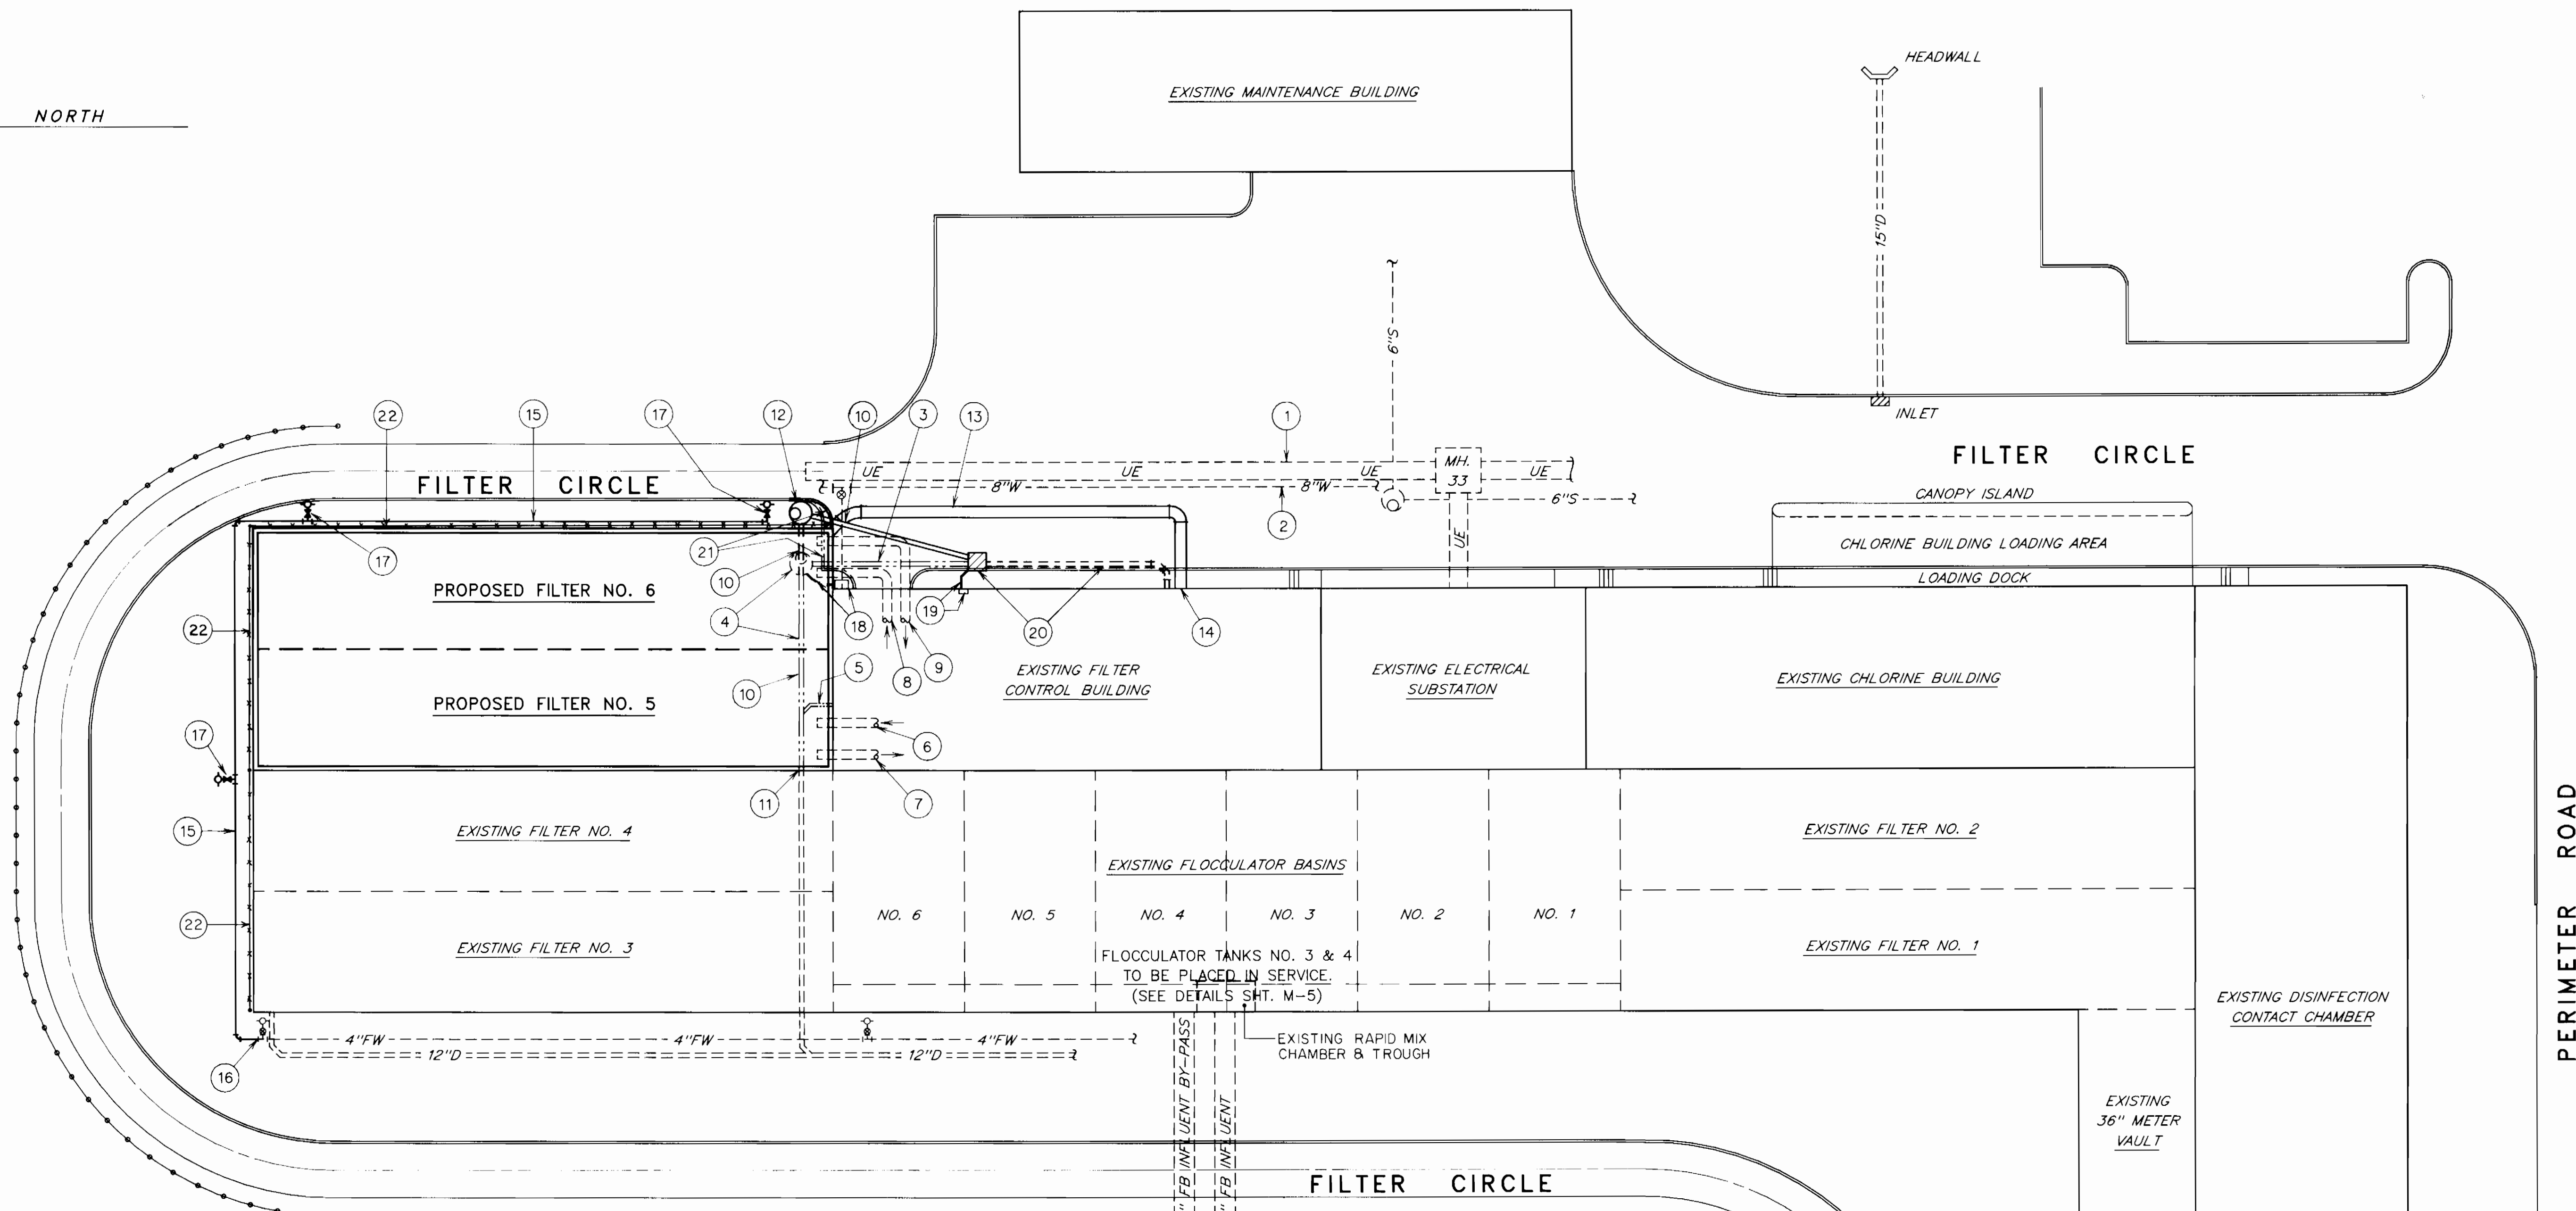 HEADWALL
EXISTING MAINTENANCE BUILDING
NORTH
15"D
6"S
INLET
22
15
17
12
10
3
13
1
FILTER CIRCLE
MH.
33
UE
UE
UE
UE
FILTER CIRCLE
8"W
8"W
6"S
CANOPY ISLAND
2
UE
CHLORINE BUILDING LOADING AREA
17
21
10
LOADING DOCK
PROPOSED FILTER NO. 6
4
19
18
20
14
22
5
9
8
EXISTING FILTER
CONTROL BUILDING
EXISTING ELECTRICAL
SUBSTATION
EXISTING CHLORINE BUILDING
10
PROPOSED FILTER NO. 5
17
6
11
7
15
EXISTING FILTER NO. 4
EXISTING FILTER NO. 2
EXISTING FLOCCULATOR BASINS
PERIMETER ROAD
22
NO. 6
NO. 5
NO. 4
NO. 3
NO. 2
NO. 1
EXISTING FILTER NO. 3
EXISTING FILTER NO. 1
FLOCCULATOR TANKS NO. 3 & 4
TO BE PLACED IN SERVICE.
(SEE DETAILS SHT. M-5)
EXISTING DISINFECTION
CONTACT CHAMBER
4"FW
4"FW
4"FW
12"D
12"D
EXISTING RAPID MIX
CHAMBER & TROUGH
16
" FB INFLUENT BY-PASS
" FB INFLUENT
EXISTING
36" METER
VAULT
FILTER CIRCLE